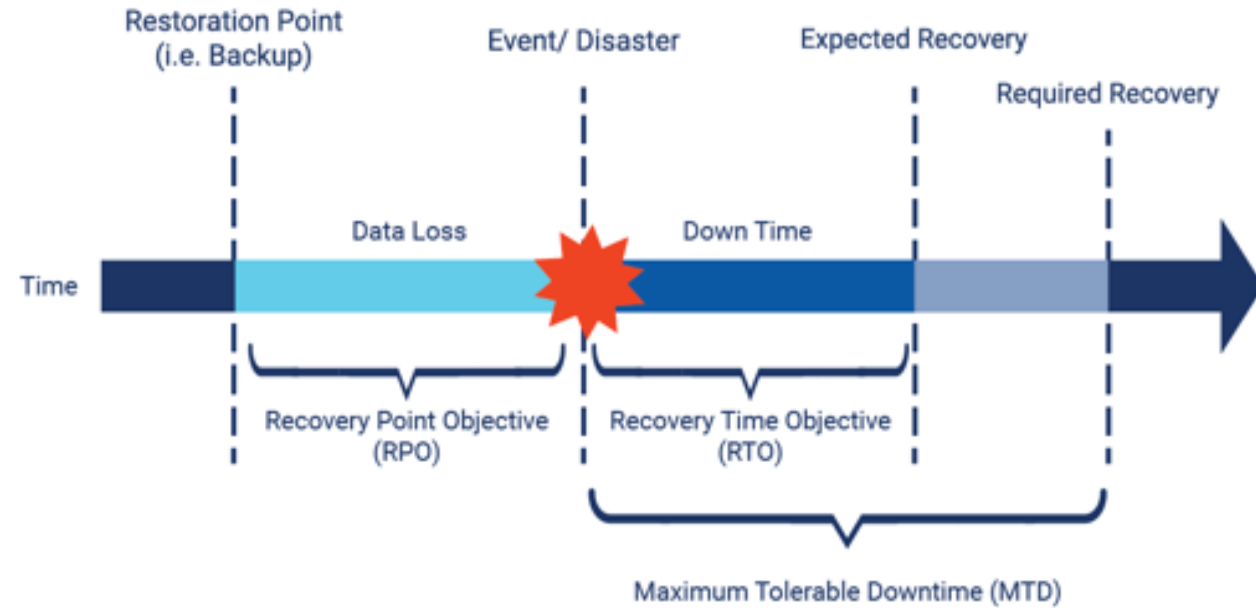 Restoration Point
(i.e. Backup)
Event/ Disaster
Expected Recovery
Required Recovery
Data Loss
Down Time
Time
Recovery Point Objective
(RPO)
Recovery Time Objective
(RTO)
Maximum Tolerable Downtime (MTD)